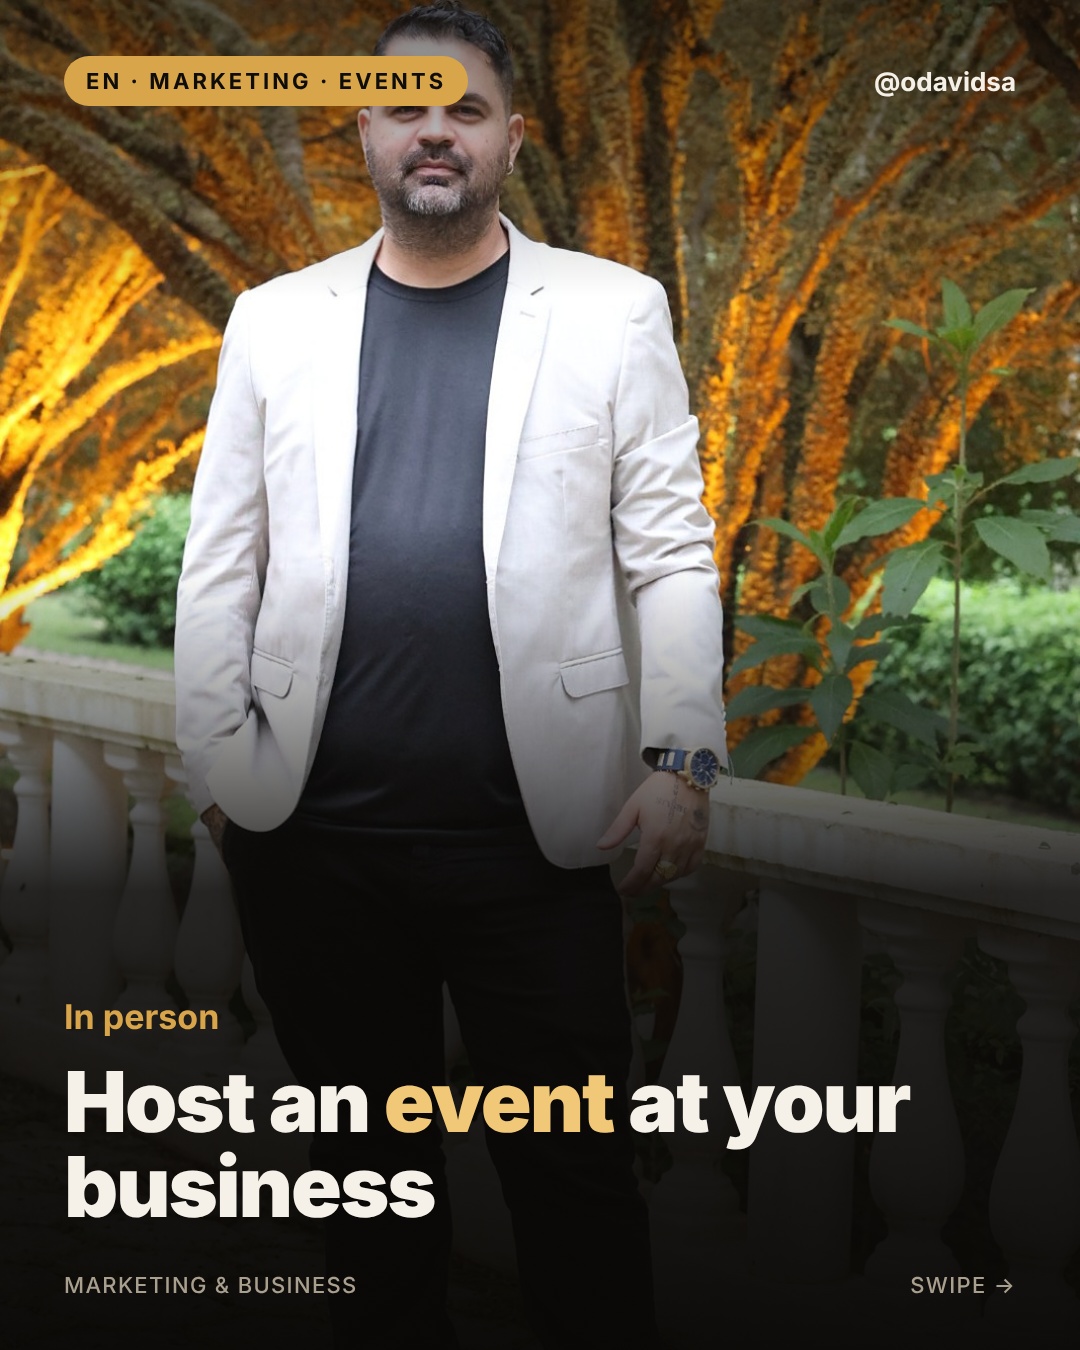 EN · MARKETING · EVENTS
@odavidsa
In person
Host an event at your
business
MARKETING & BUSINESS
SWIPE →